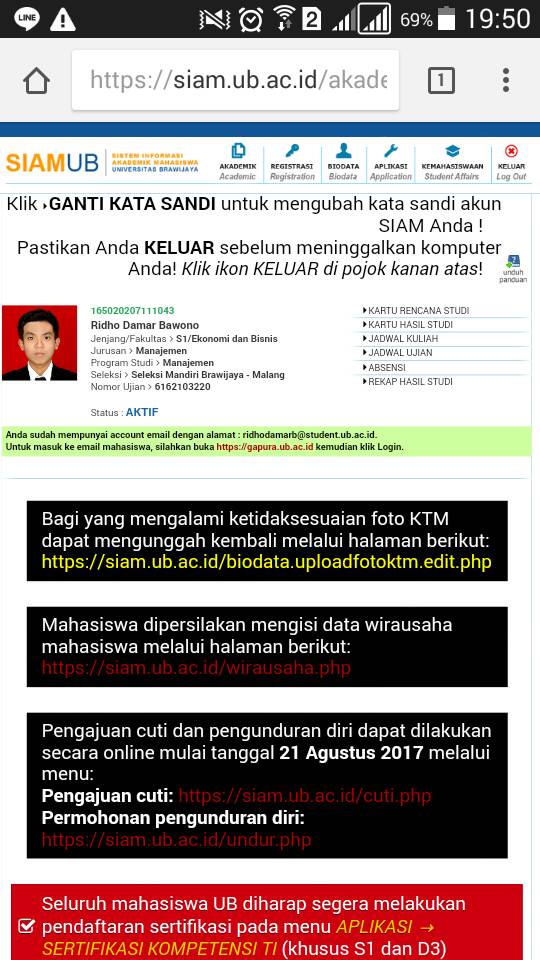 LINE
2
69%
19:50
https://siam.ub.ac.id/akade
1
SIAMUB
SISTEM INFORMASI
AKADEMIK MAHASISWA
UNIVERSITAS BRAWIJAYA
AKADEMIK
Academic
REGISTRASI
Registration
BIODATA
Biodata
APLIKASI
Application
KEMAHASISWAAN
Student Affairs
KELUAR
Log Out
Klik GANTI KATA SANDI untuk mengubah kata sandi akun
SIAM Anda !
Pastikan Anda KELUAR sebelum meninggalkan komputer
Anda! Klik ikon KELUAR di pojok kanan atas!
unduh
panduan
165020207111043
Ridho Damar Bawono
Jenjang/Fakultas > S1/Ekonomi dan Bisnis
Jurusan > Manajemen
Program Studi > Manajemen
Seleksi > Seleksi Mandiri Brawijaya - Malang
Nomor Ujian > 6162103220
Status : AKTIF
KARTU RENCANA STUDI
KARTU HASIL STUDI
JADWAL KULIAH
JADWAL UJIAN
ABSENSI
REKAP HASIL STUDI
Anda sudah mempunyai account email dengan alamat : ridhodamarb@student.ub.ac.id.
Untuk masuk ke email mahasiswa, silahkan buka https://gapura.ub.ac.id kemudian klik Login.
Bagi yang mengalami ketidaksesuaian foto KTM
dapat mengunggah kembali melalui halaman berikut:
https://siam.ub.ac.id/biodata.uploadfotoktm.edit.php
Mahasiswa dipersilakan mengisi data wirausaha
mahasiswa melalui halaman berikut:
https://siam.ub.ac.id/wirausaha.php
Pengajuan cuti dan pengunduran diri dapat dilakukan
secara online mulai tanggal 21 Agustus 2017 melalui
menu:
Pengajuan cuti: https://siam.ub.ac.id/cuti.php
Permohonan pengunduran diri:
https://siam.ub.ac.id/undur.php
Seluruh mahasiswa UB diharap segera melakukan
pendaftaran sertifikasi pada menu APLIKASI →
SERTIFIKASI KOMPETENSI TI (khusus S1 dan D3)